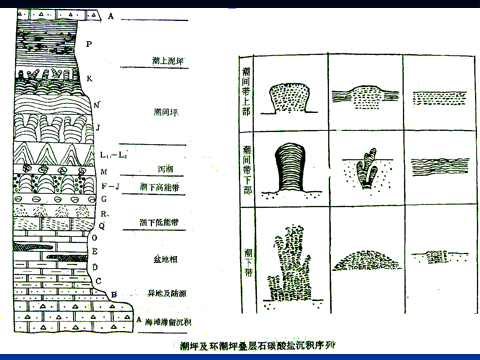 A
P
潮上泥坪
K
N
潮间坪
J
L₁—L₂
M
泻湖
F—J
潮下高能带
G
R
潮下低能带
Q
O
E
盆地相
D
C
异地及陆源
B
A
海滩滞留沉积
潮间带上部
潮间带下部
潮下带
潮坪及环潮坪叠层石碳酸盐沉积序列